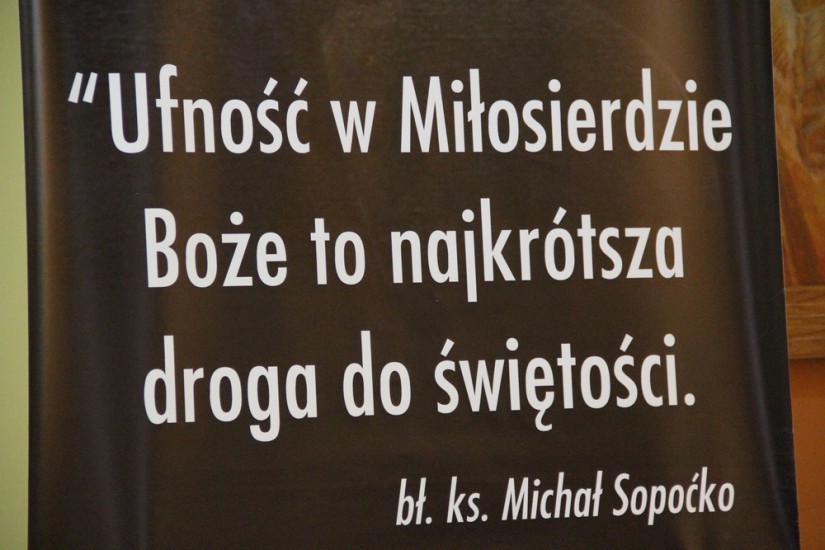 “Ufność w Miłosierdzie
Boże to najkrótsza
droga do świętości.
bł. ks. Michał Sopoćko